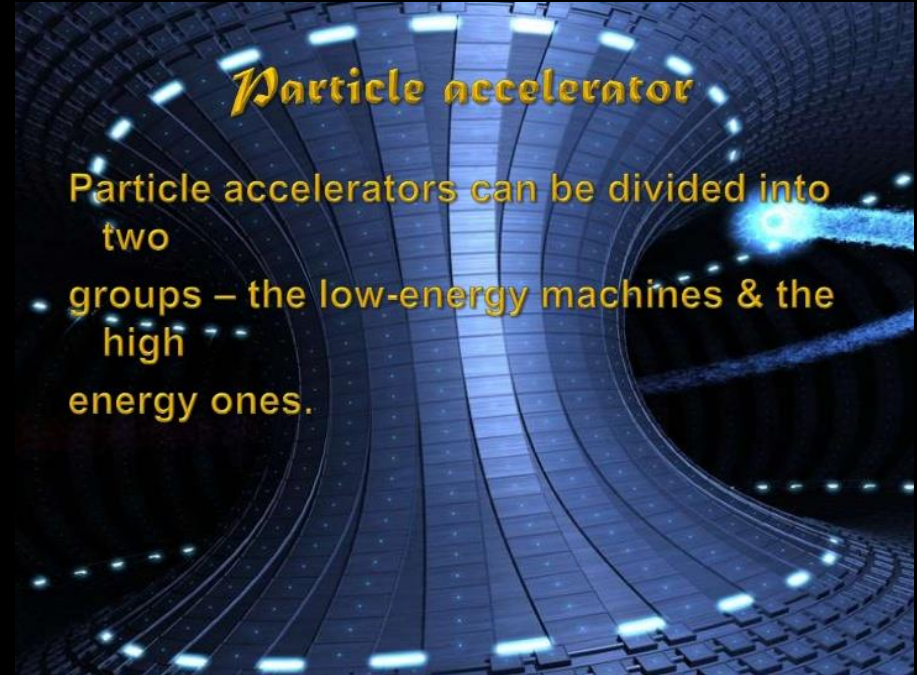 Particle accelerator
Particle accelerators can be divided into
two
groups – the low-energy machines & the
high
energy ones.